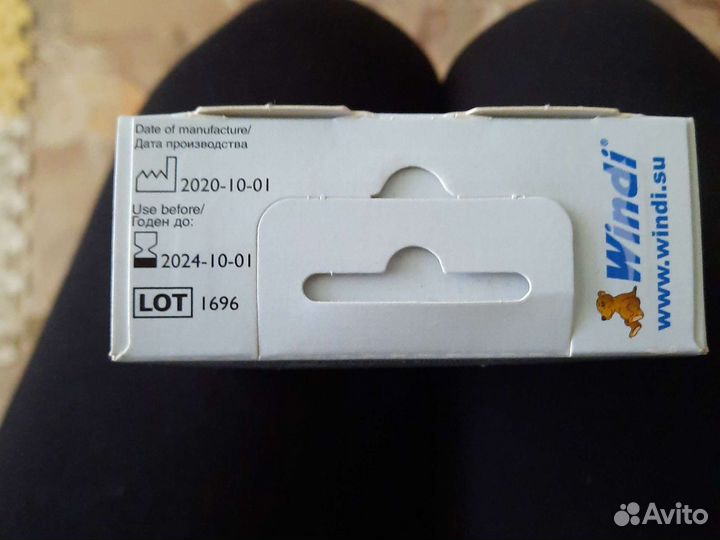 Date of manufacture/
Дата производства
2020-10-01
Use before/
Годен до:
2024-10-01
LOT 1696
Windi®
www.windi.su
Avito